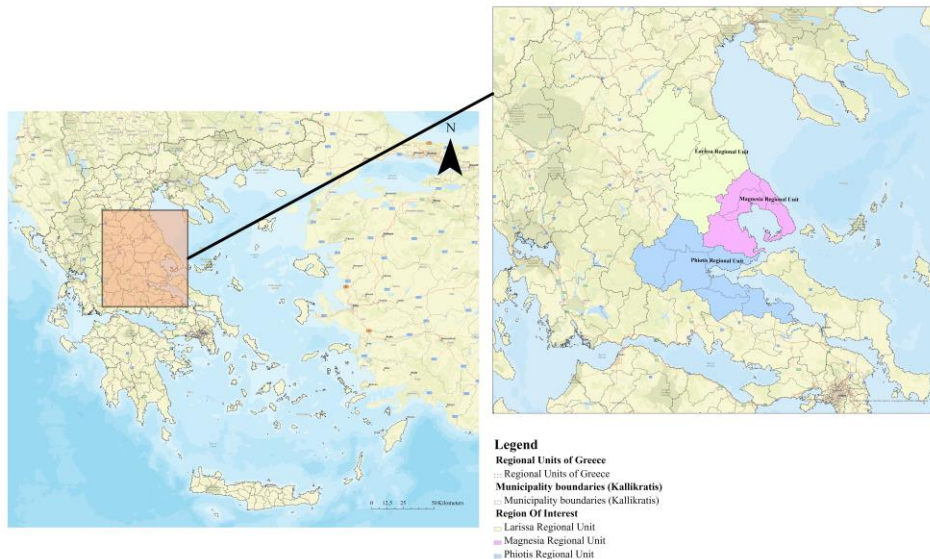 N
0 12,5 25 50 Kilometers
Larissa Regional Unit
Magnesia Regional Unit
Phiotis Regional Unit
Legend
Regional Units of Greece
Regional Units of Greece
Municipality boundaries (Kallikratis)
Municipality boundaries (Kallikratis)
Region Of Interest
Larissa Regional Unit
Magnesia Regional Unit
Phiotis Regional Unit